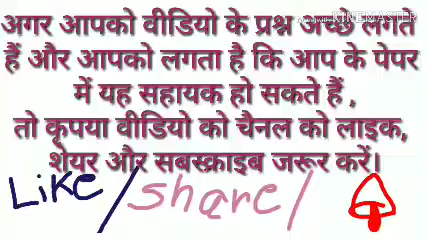 KINEMASTER
अगर आपको वीडियो के प्रश्न अच्छे लगते
हैं और आपको लगता है कि आप के पेपर
में यह सहायक हो सकते हैं ,
तो कृपया वीडियो को चैनल को लाइक,
शेयर और सबस्क्राइब जरूर करें।
Like/share/